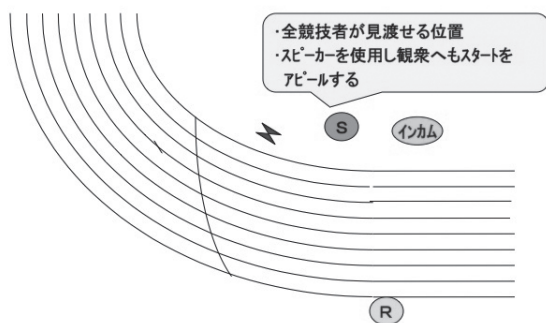 ・全競技者が見渡せる位置
・スピーカーを使用し観衆へもスタートを
アピールする
S
インカム
R